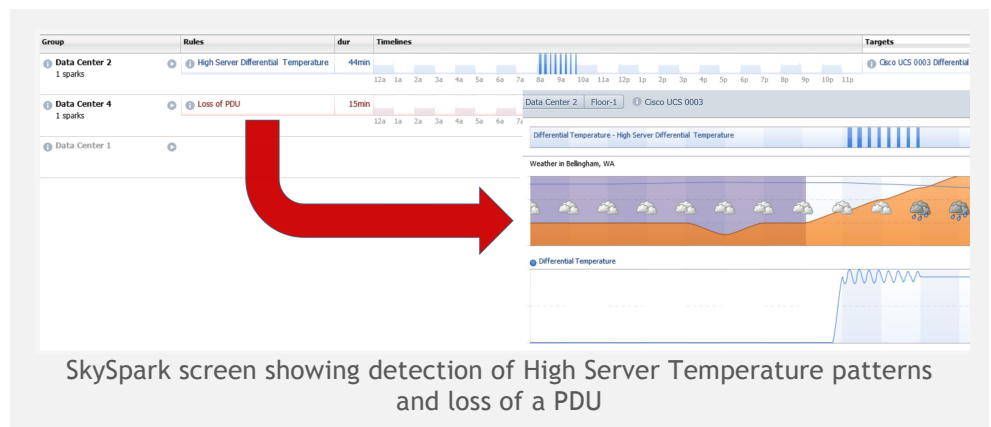 Group Rules dur Timelines Targets
Data Center 2 High Server Differential Temperature 44min Cisco UCS 0003 Differential
1 sparks
12a 1a 2a 3a 4a 5a 6a 7a 8a 9a 10a 11a 12p 1p 2p 3p 4p 5p 6p 7p 8p 9p 10p 11p
Data Center 4 Loss of PDU 15min
1 sparks
12a 1a 2a 3a 4a 5a 6a
Data Center 1
Data Center 2 Floor-1 Cisco UCS 0003
Differential Temperature - High Server Differential Temperature
Weather in Bellingham, WA
Differential Temperature
SkySpark screen showing detection of High Server Temperature patterns
and loss of a PDU